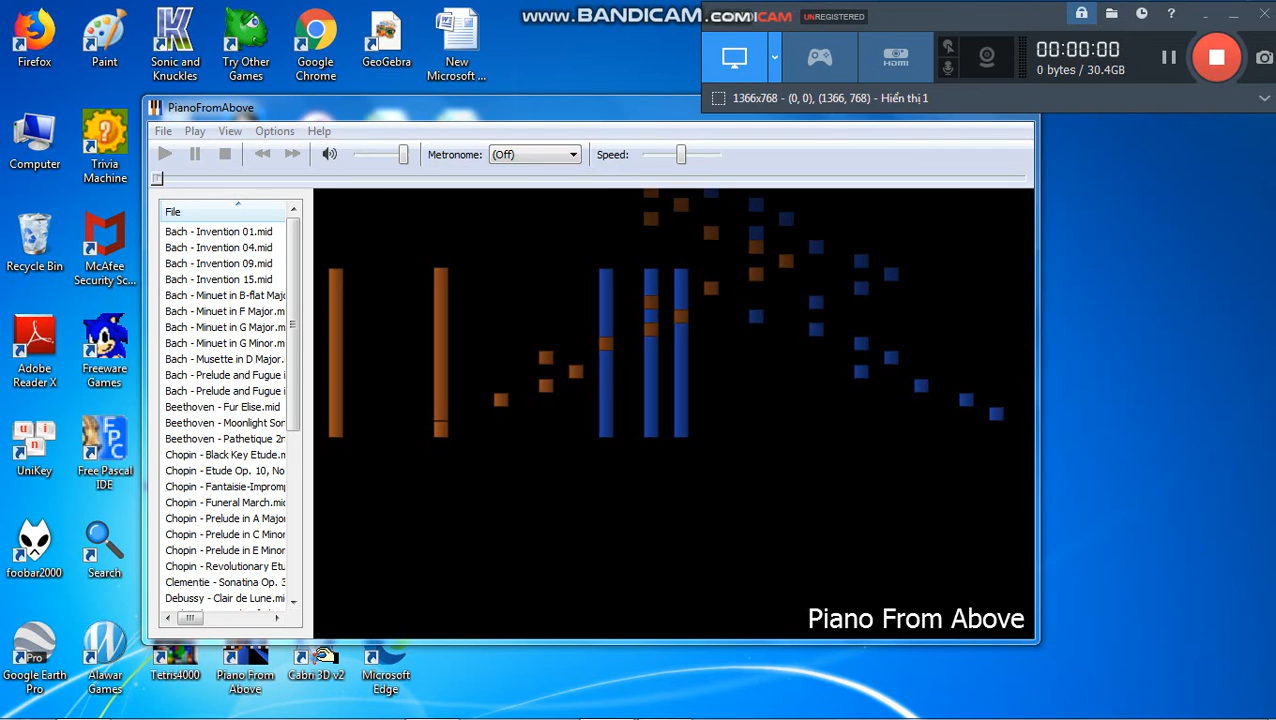 www.BANDICAM.com
BANDICAM UNREGISTERED
00:00:00
0 bytes / 30.4GB
HDMI
1366x768 - (0, 0), (1366, 768) - Hiển thị 1
Firefox
Paint
Sonic and
Knuckles
Try Other
Games
Google
Chrome
GeoGebra
New
Microsoft ...
Computer
Trivia
Machine
Recycle Bin
McAfee
Security Sc...
Adobe
Reader X
Freeware
Games
UniKey
Free Pascal
IDE
foobar2000
Search
Google Earth
Pro
Alawar
Games
Tetris4000
Piano From
Above
Cabri 3D v2
Microsoft
Edge
PianoFromAbove
File Play View Options Help
Metronome: (Off) Speed:
File
Bach - Invention 01.mid
Bach - Invention 04.mid
Bach - Invention 09.mid
Bach - Invention 15.mid
Bach - Minuet in B-flat Majo
Bach - Minuet in F Major.m
Bach - Minuet in G Major.m
Bach - Minuet in G Minor.m
Bach - Musette in D Major.
Bach - Prelude and Fugue i
Bach - Prelude and Fugue i
Beethoven - Fur Elise.mid
Beethoven - Moonlight Son
Beethoven - Pathetique 2n
Chopin - Black Key Etude.m
Chopin - Etude Op. 10, No
Chopin - Fantaisie-Impromp
Chopin - Funeral March.mid
Chopin - Prelude in A Major
Chopin - Prelude in C Minor
Chopin - Prelude in E Minor
Chopin - Revolutionary Etu
Clementie - Sonatina Op. 3
Debussy - Clair de Lune.mi
Piano From Above